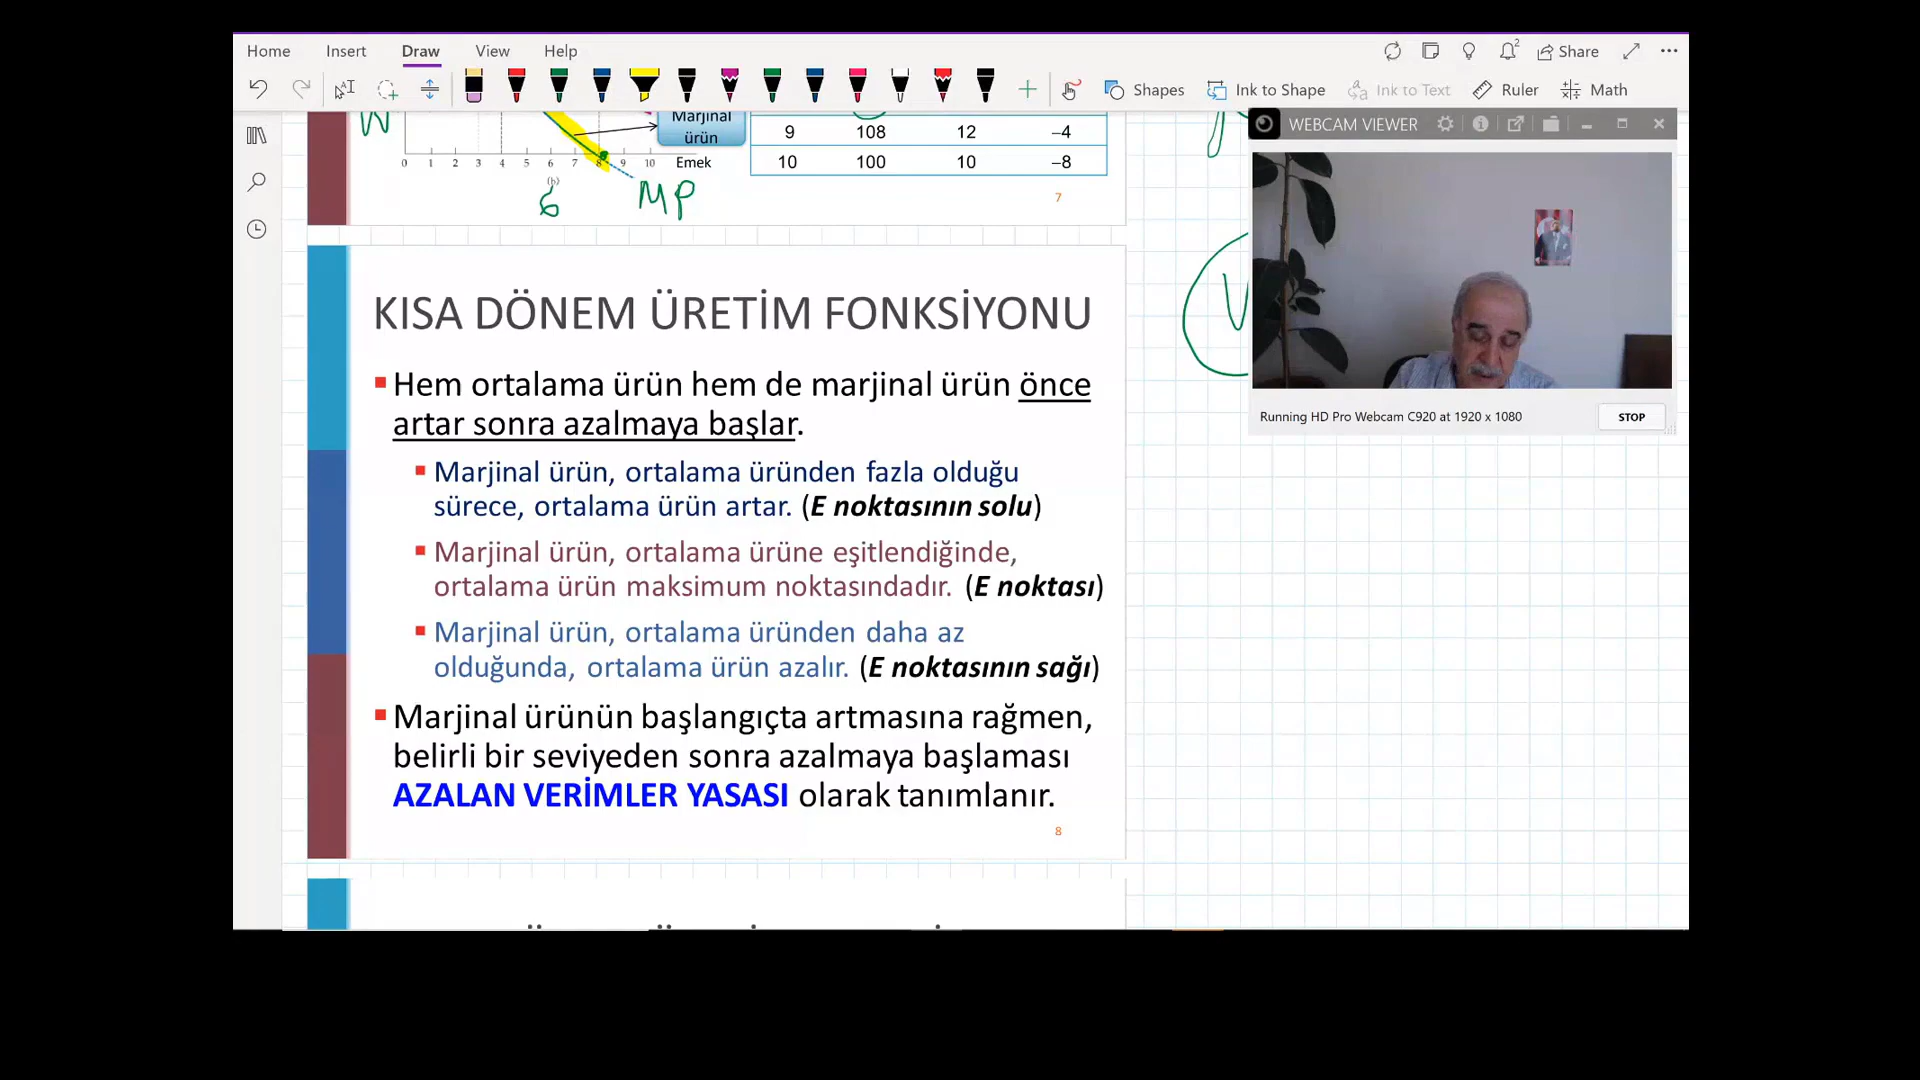 Home Insert Draw View Help
2 Share
Shapes Ink to Shape Ink to Text Ruler Math
Marjinal
ürün
9 108 12 –4
0 1 2 3 4 5 6 7 8 9 10 Emek
10 100 10 –8
(b)
6 MP
7
WEBCAM VIEWER
Running HD Pro Webcam C920 at 1920 x 1080
STOP
KISA DÖNEM ÜRETİM FONKSİYONU
Hem ortalama ürün hem de marjinal ürün önce
artar sonra azalmaya başlar.
Marjinal ürün, ortalama üründen fazla olduğu
sürece, ortalama ürün artar. (E noktasının solu)
Marjinal ürün, ortalama ürüne eşitlendiğinde,
ortalama ürün maksimum noktasındadır. (E noktası)
Marjinal ürün, ortalama üründen daha az
olduğunda, ortalama ürün azalır. (E noktasının sağı)
Marjinal ürünün başlangıçta artmasına rağmen,
belirli bir seviyeden sonra azalmaya başlaması
AZALAN VERİMLER YASASI olarak tanımlanır.
8